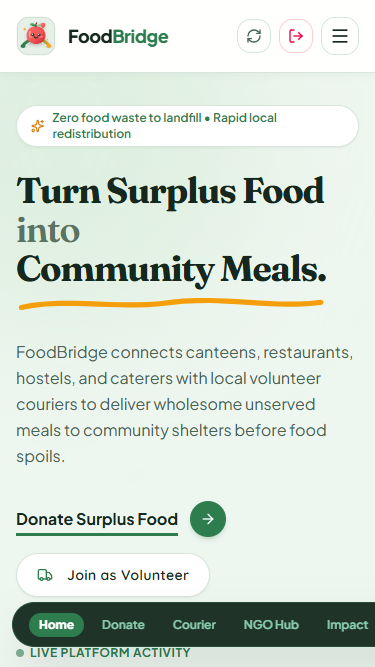 FoodBridge
Zero food waste to landfill • Rapid local
redistribution
Turn Surplus Food
into
Community Meals.
FoodBridge connects canteens, restaurants,
hostels, and caterers with local volunteer
couriers to deliver wholesome unserved
meals to community shelters before food
spoils.
Donate Surplus Food
Join as Volunteer
Home Donate Courier NGO Hub Impact
LIVE PLATFORM ACTIVITY